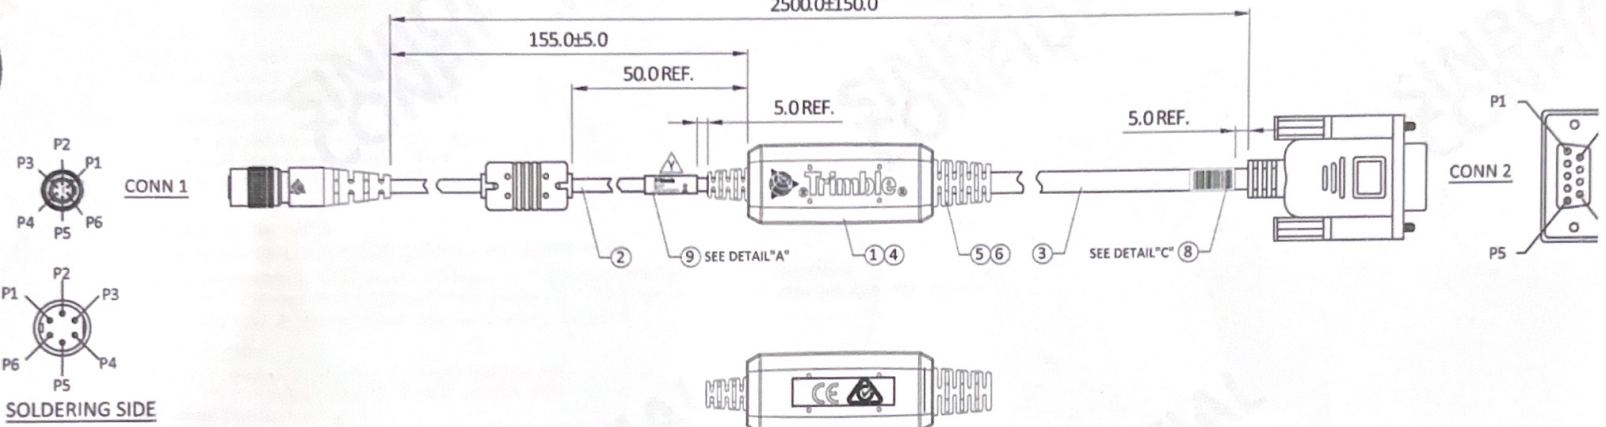 2500.0±150.0
155.0±5.0
50.0 REF.
5.0 REF.
5.0 REF.
P2
P3 P1
P4 P6
P5
CONN 1
Trimble
®
®
CONN 2
P1
P5
2
9 SEE DETAIL"A"
1 4
5 6
3
SEE DETAIL"C" 8
P2
P1 P3
P6 P4
P5
SOLDERING SIDE
CE